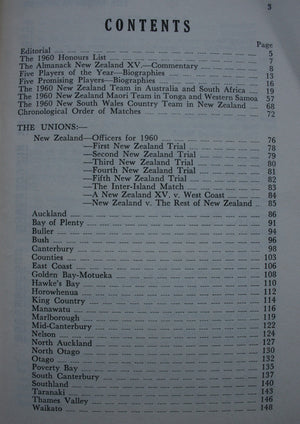 3
CONTENTS
Page
Editorial 5
The 1960 Honours List 7
The Almanack New Zealand XV.—Commentary 8
Five Players of the Year—Biographies 13
Five Promising Players—Biographies 16
The 1960 New Zealand Team in Australia and South Africa 19
The 1960 New Zealand Maori Team in Tonga and Western Samoa 57
The 1960 New South Wales Country Team in New Zealand 68
Chronological Order of Matches 72
THE UNIONS:—
New Zealand—Officers for 1960 76
—First New Zealand Trial 78
—Second New Zealand Trial 79
—Third New Zealand Trial 80
—Fourth New Zealand Trial 81
—Fifth New Zealand Trial 82
—The Inter-Island Match 83
—A New Zealand XV. v. West Coast 84
—New Zealand v. The Rest of New Zealand 85
Auckland 86
Bay of Plenty 91
Buller 94
Bush 96
Canterbury 98
Counties 103
East Coast 106
Golden Bay-Motueka 108
Hawke's Bay 110
Horowhenua 112
King Country 114
Manawatu 116
Marlborough 119
Mid-Canterbury 122
Nelson 124
North Auckland 127
North Otago 130
Otago 132
Poverty Bay 135
South Canterbury 137
Southland 140
Taranaki 143
Thames Valley 146
Waikato 148